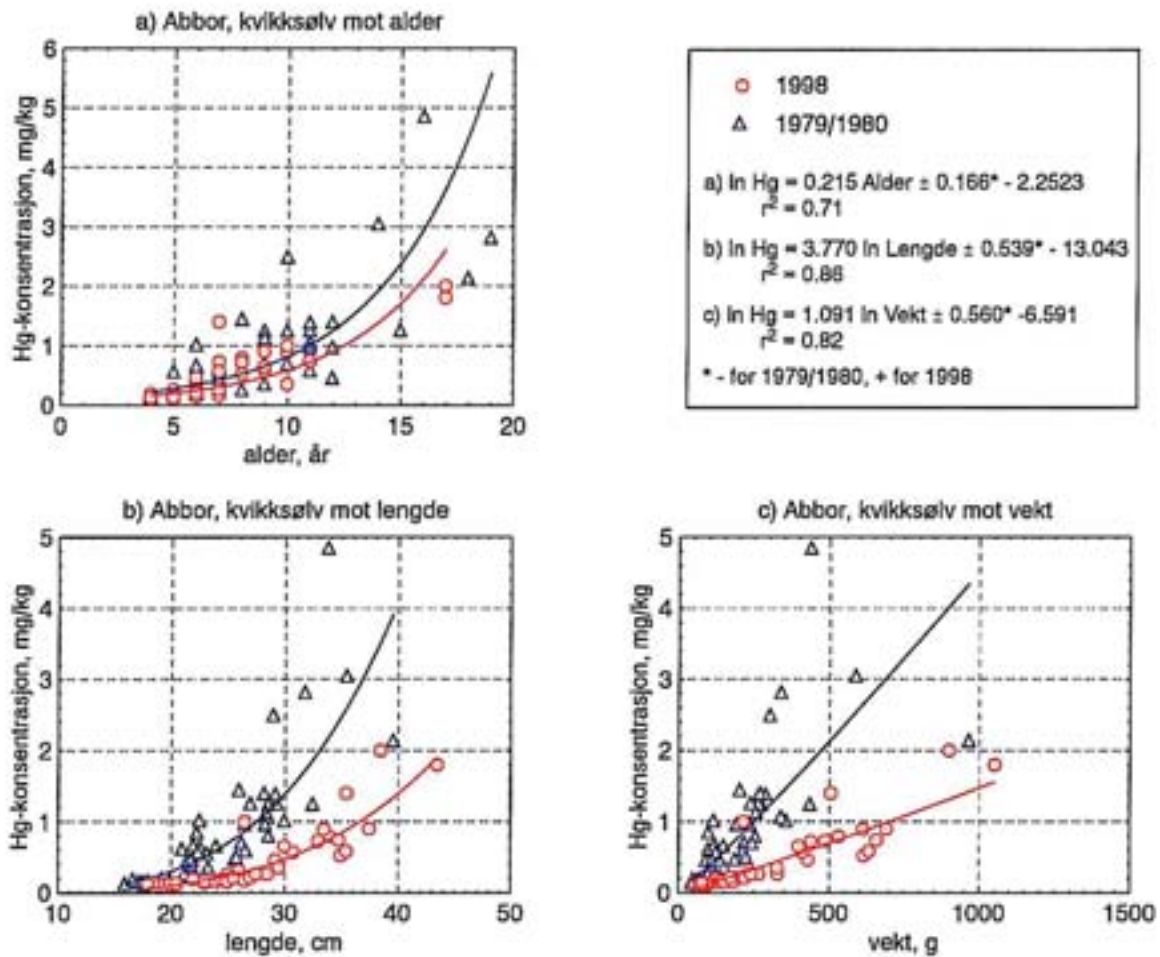 a) Abbor, kvikksølv mot alder
Hg-konsentrasjon, mg/kg
6
5
4
3
2
1
0
0 5 10 15 20
alder, år
1998
1979/1980
a) ln Hg = 0.215 Alder ± 0.166* - 2.2523
r² = 0.71
b) ln Hg = 3.770 ln Lengde ± 0.539* - 13.043
r² = 0.86
c) ln Hg = 1.091 ln Vekt ± 0.560* -6.591
r² = 0.82
* - for 1979/1980, + for 1998
b) Abbor, kvikksølv mot lengde
Hg-konsentrasjon, mg/kg
5
4
3
2
1
0
10 20 30 40 50
lengde, cm
c) Abbor, kvikksølv mot vekt
Hg-konsentrasjon, mg/kg
5
4
3
2
1
0
0 500 1000 1500
vekt, g